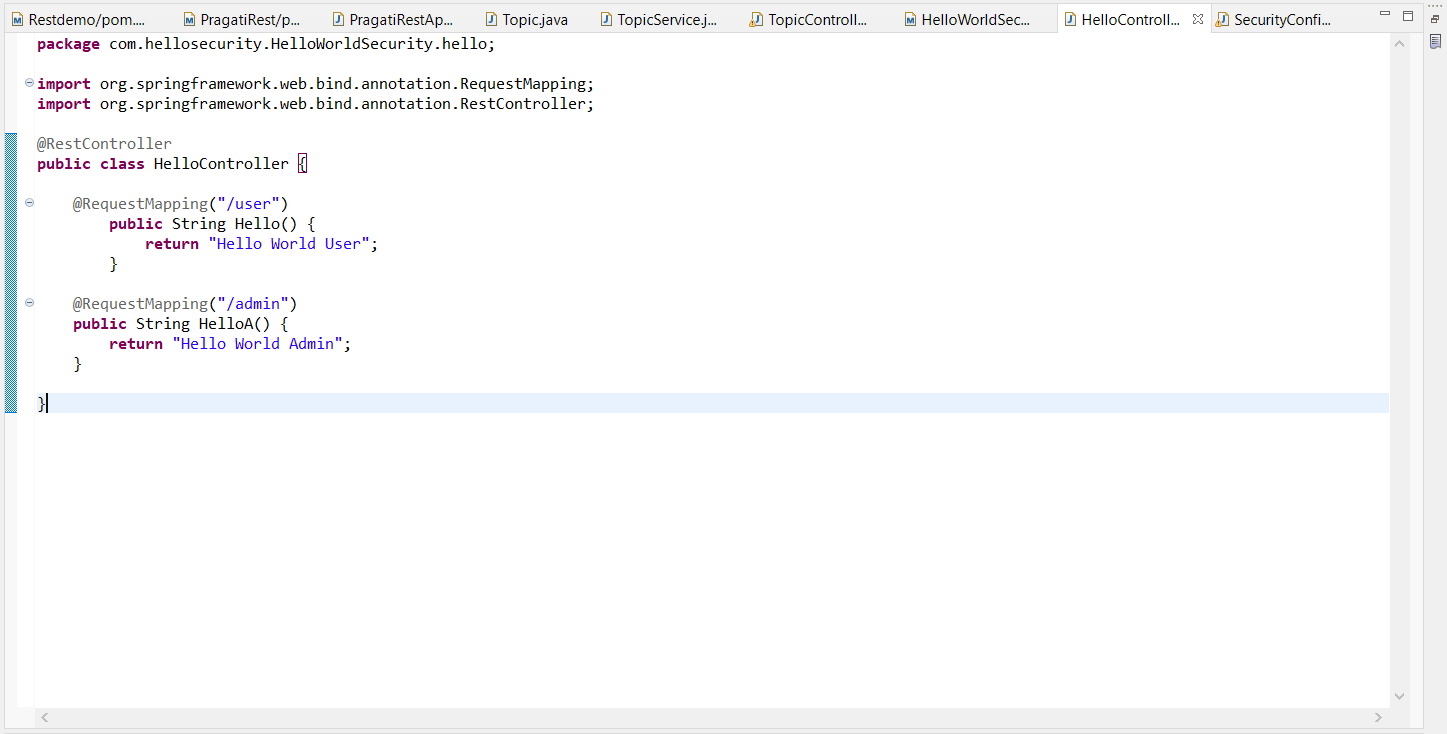 Restdemo/pom.... PragatiRest/p... PragatiRestAp... Topic.java TopicService.j... TopicControll... HelloWorldSec... HelloControll... SecurityConfi...
package com.hellosecurity.HelloWorldSecurity.hello;
import org.springframework.web.bind.annotation.RequestMapping;
import org.springframework.web.bind.annotation.RestController;
@RestController
public class HelloController {
@RequestMapping("/user")
public String Hello() {
return "Hello World User";
}
@RequestMapping("/admin")
public String HelloA() {
return "Hello World Admin";
}
}